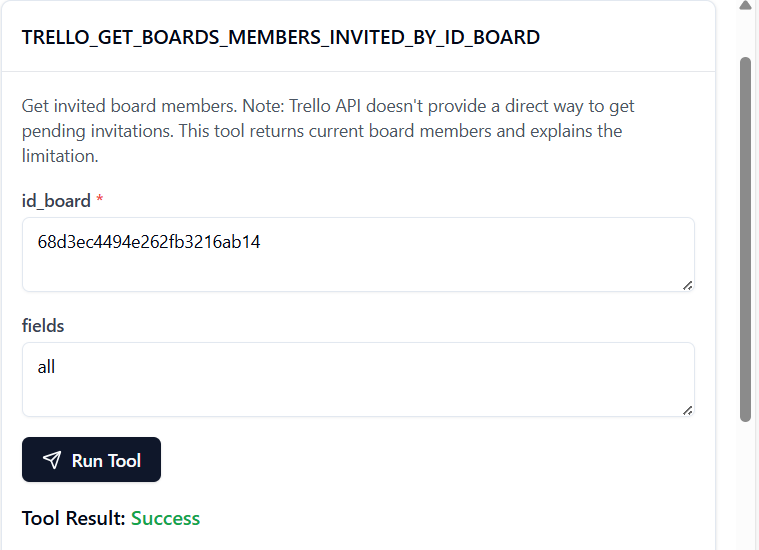 TRELLO_GET_BOARDS_MEMBERS_INVITED_BY_ID_BOARD
Get invited board members. Note: Trello API doesn't provide a direct way to get
pending invitations. This tool returns current board members and explains the
limitation.
id_board *
68d3ec4494e262fb3216ab14
fields
all
Run Tool
Tool Result: Success